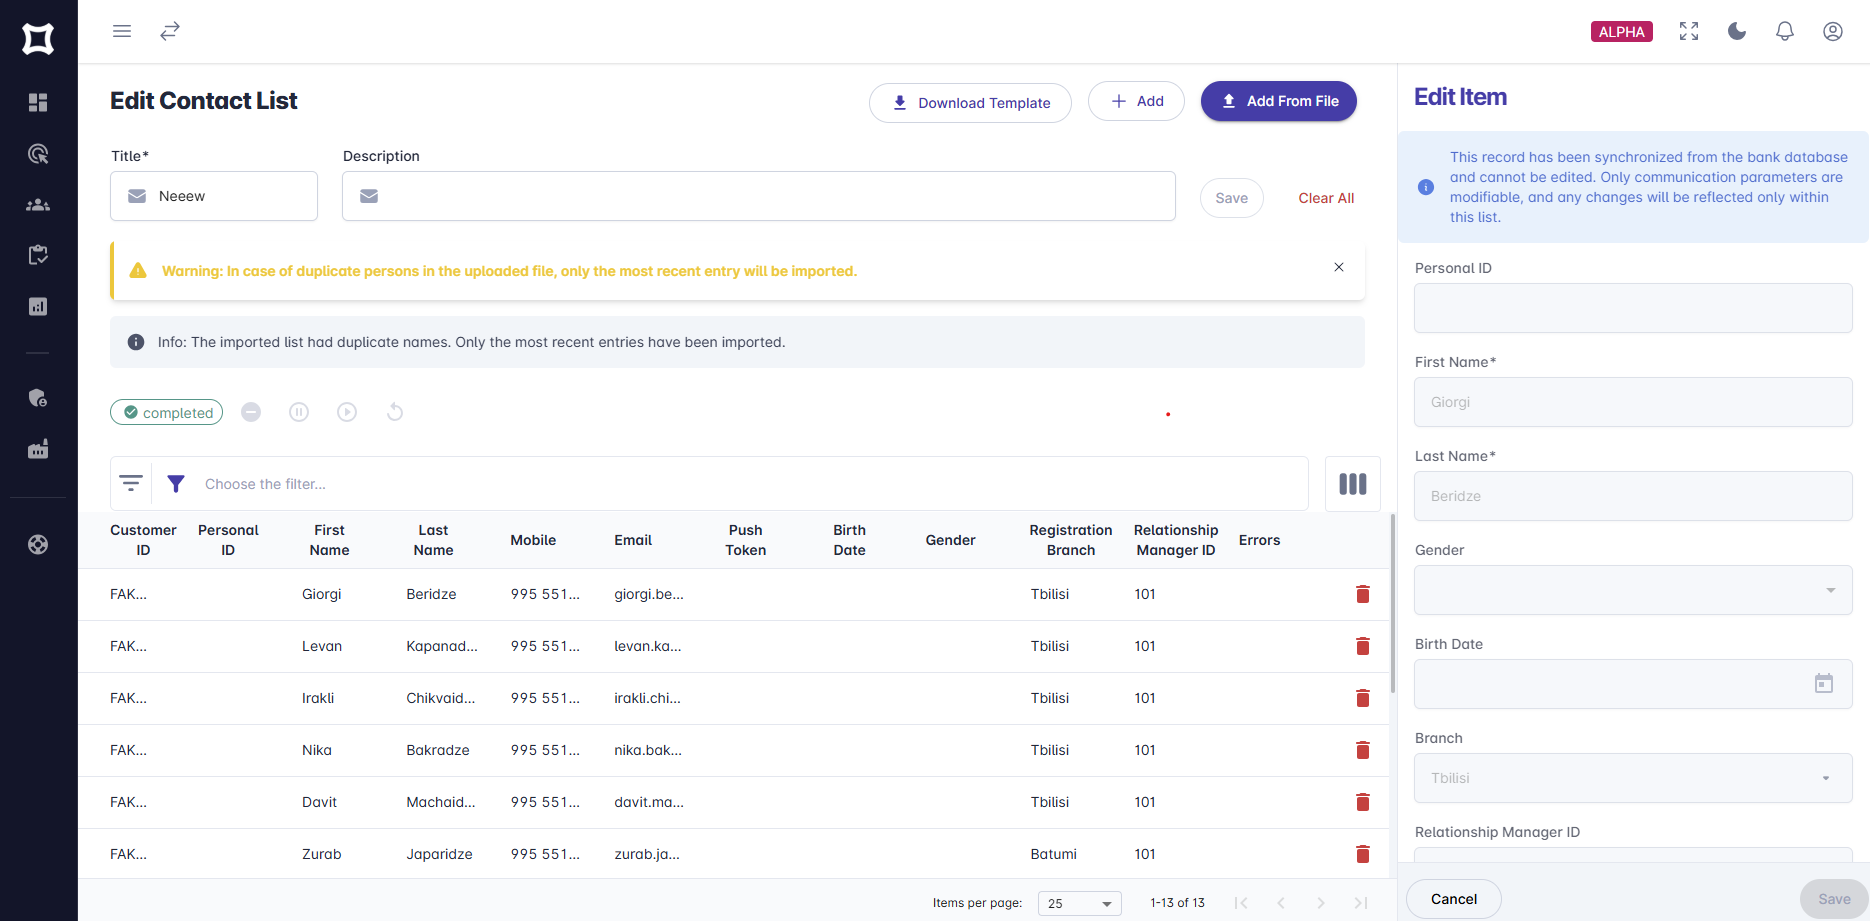 ALPHA
Edit Contact List
Download Template
Add
Add From File
Title*
Description
Neeew
Save
Clear All
Warning: In case of duplicate persons in the uploaded file, only the most recent entry will be imported.
Info: The imported list had duplicate names. Only the most recent entries have been imported.
completed
Choose the filter...
Customer ID Personal ID First Name Last Name Mobile Email Push Token Birth Date Gender Registration Branch Relationship Manager ID Errors
FAK... Giorgi Beridze 995 551... giorgi.be... Tbilisi 101
FAK... Levan Kapanad... 995 551... levan.ka... Tbilisi 101
FAK... Irakli Chikvaid... 995 551... irakli.chi... Tbilisi 101
FAK... Nika Bakradze 995 551... nika.bak... Tbilisi 101
FAK... Davit Machaid... 995 551... davit.ma... Tbilisi 101
FAK... Zurab Japaridze 995 551... zurab.ja... Batumi 101
Items per page: 25 1-13 of 13
Edit Item
This record has been synchronized from the bank database
and cannot be edited. Only communication parameters are
modifiable, and any changes will be reflected only within
this list.
Personal ID
First Name*
Giorgi
Last Name*
Beridze
Gender
Birth Date
Branch
Tbilisi
Relationship Manager ID
Cancel
Save